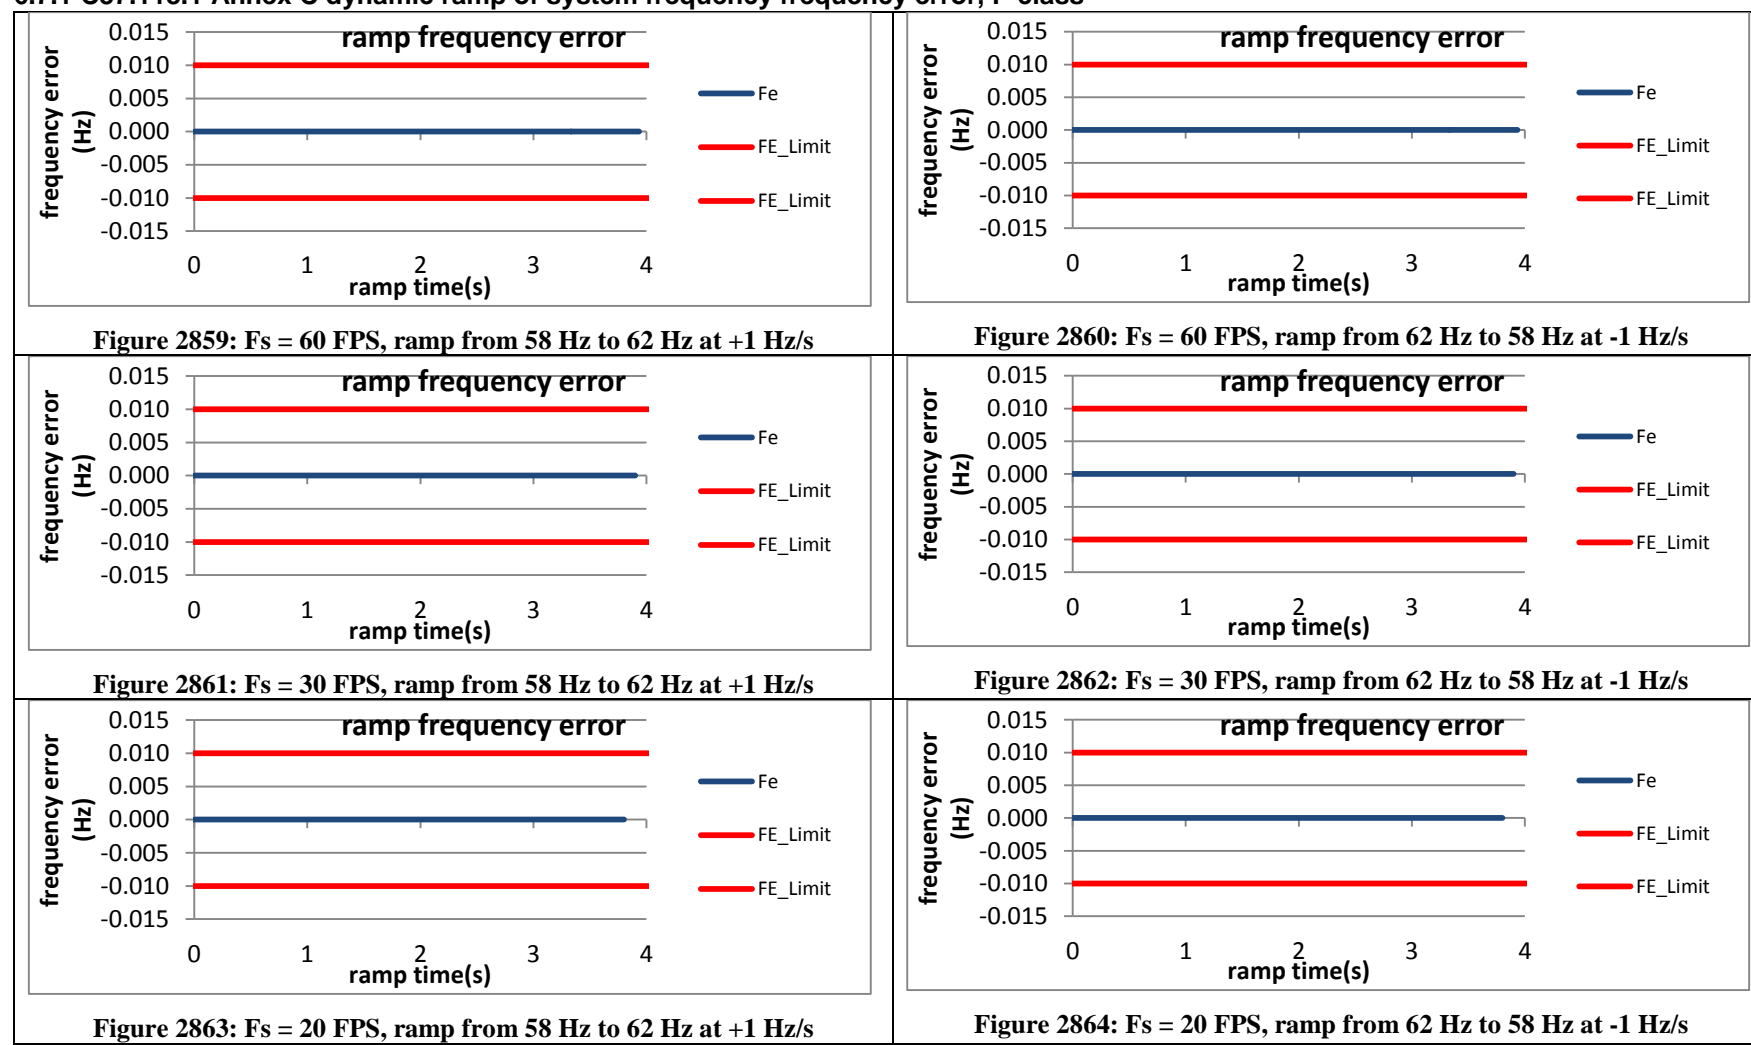 ramp frequency error
frequency error
(Hz)
0.015
0.010
0.005
0.000
-0.005
-0.010
-0.015
0 1 2 3 4
ramp time(s)
Fe
FE_Limit
FE_Limit
Figure 2859: Fs = 60 FPS, ramp from 58 Hz to 62 Hz at +1 Hz/s
ramp frequency error
frequency error
(Hz)
0.015
0.010
0.005
0.000
-0.005
-0.010
-0.015
0 1 2 3 4
ramp time(s)
Fe
FE_Limit
FE_Limit
Figure 2860: Fs = 60 FPS, ramp from 62 Hz to 58 Hz at -1 Hz/s
ramp frequency error
frequency error
(Hz)
0.015
0.010
0.005
0.000
-0.005
-0.010
-0.015
0 1 2 3 4
ramp time(s)
Fe
FE_Limit
FE_Limit
Figure 2861: Fs = 30 FPS, ramp from 58 Hz to 62 Hz at +1 Hz/s
ramp frequency error
frequency error
(Hz)
0.015
0.010
0.005
0.000
-0.005
-0.010
-0.015
0 1 2 3 4
ramp time(s)
Fe
FE_Limit
FE_Limit
Figure 2862: Fs = 30 FPS, ramp from 62 Hz to 58 Hz at -1 Hz/s
ramp frequency error
frequency error
(Hz)
0.015
0.010
0.005
0.000
-0.005
-0.010
-0.015
0 1 2 3 4
ramp time(s)
Fe
FE_Limit
FE_Limit
Figure 2863: Fs = 20 FPS, ramp from 58 Hz to 62 Hz at +1 Hz/s
ramp frequency error
frequency error
(Hz)
0.015
0.010
0.005
0.000
-0.005
-0.010
-0.015
0 1 2 3 4
ramp time(s)
Fe
FE_Limit
FE_Limit
Figure 2864: Fs = 20 FPS, ramp from 62 Hz to 58 Hz at -1 Hz/s